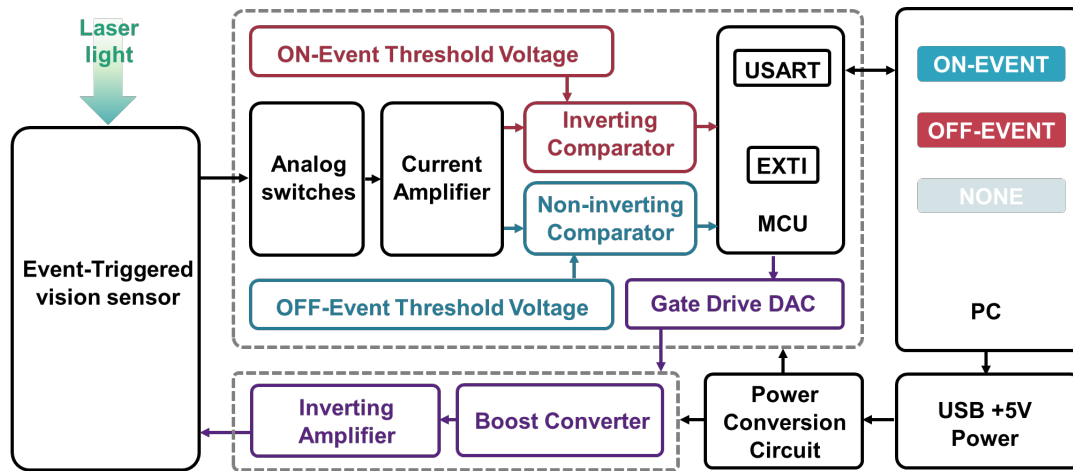 Laser
light
Event-Triggered
vision sensor
ON-Event Threshold Voltage
Analog
switches
Current
Amplifier
Inverting
Comparator
Non-inverting
Comparator
OFF-Event Threshold Voltage
USART
EXTI
MCU
Gate Drive DAC
ON-EVENT
OFF-EVENT
NONE
PC
Inverting
Amplifier
Boost Converter
Power
Conversion
Circuit
USB +5V
Power